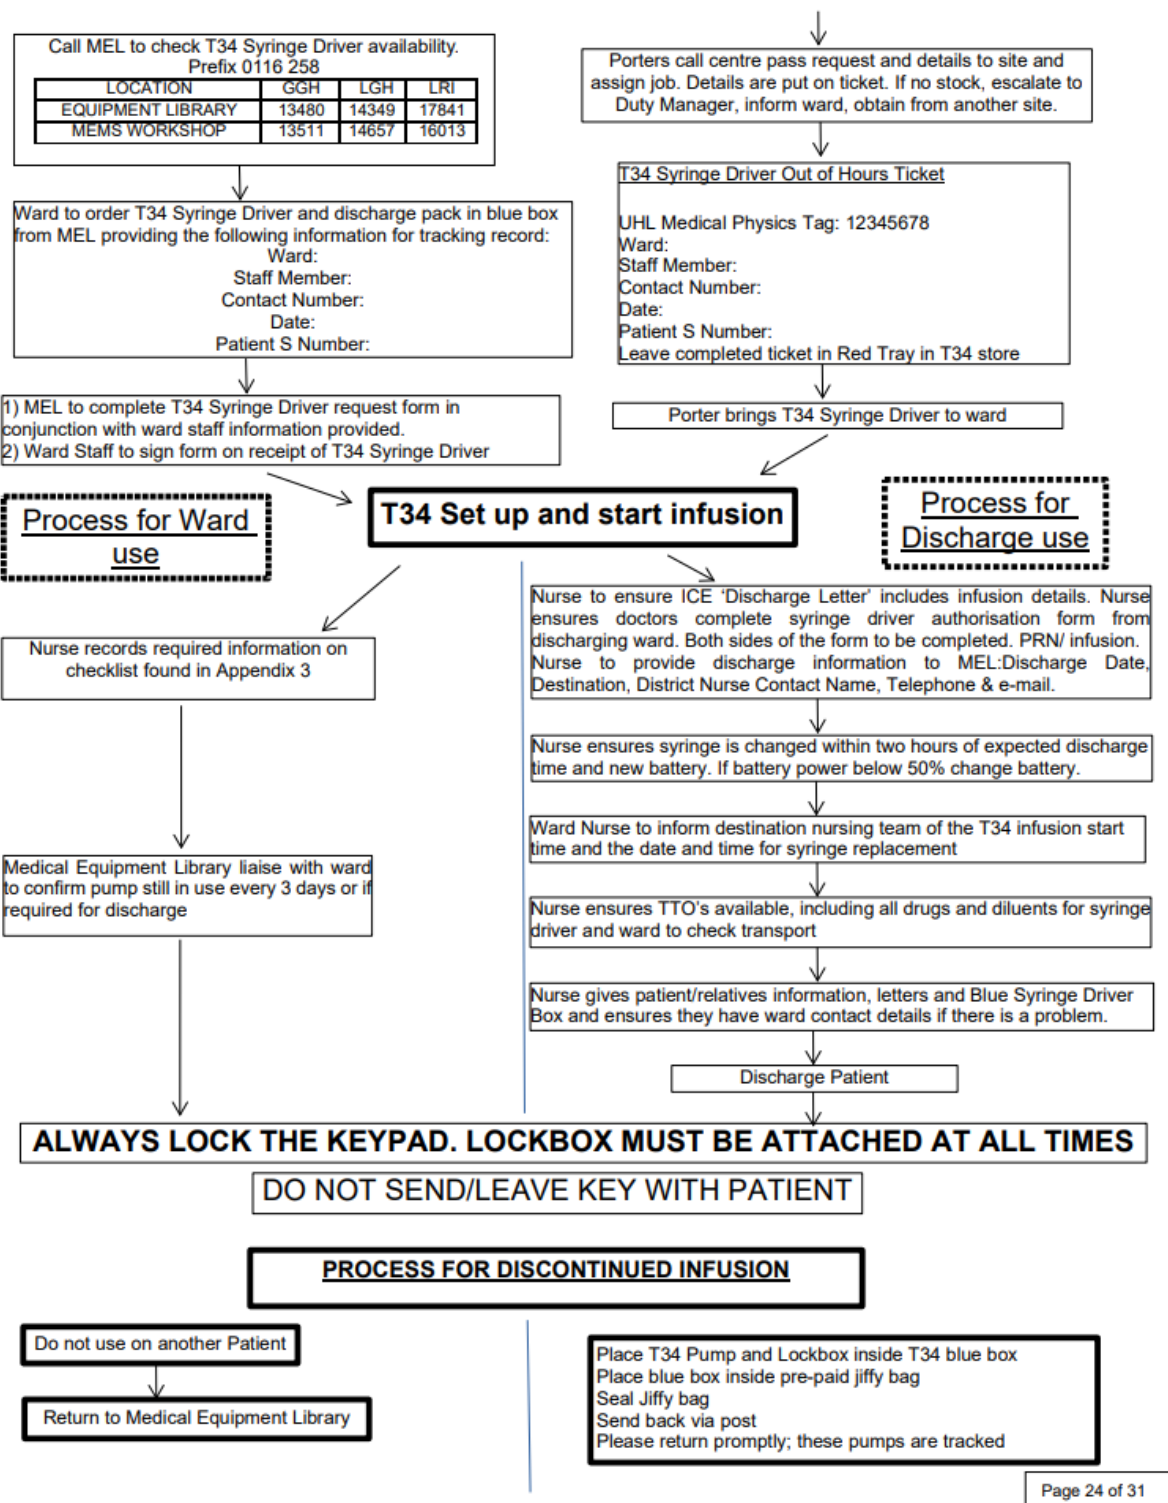 Call MEL to check T34 Syringe Driver availability.
Prefix 0116 258
LOCATION GGH LGH LRI
EQUIPMENT LIBRARY 13480 14349 17841
MEMS WORKSHOP 13511 14657 16013
Ward to order T34 Syringe Driver and discharge pack in blue box
from MEL providing the following information for tracking record:
Ward:
Staff Member:
Contact Number:
Date:
Patient S Number:
1) MEL to complete T34 Syringe Driver request form in
conjunction with ward staff information provided.
2) Ward Staff to sign form on receipt of T34 Syringe Driver
Porters call centre pass request and details to site and
assign job. Details are put on ticket. If no stock, escalate to
Duty Manager, inform ward, obtain from another site.
T34 Syringe Driver Out of Hours Ticket
UHL Medical Physics Tag: 12345678
Ward:
Staff Member:
Contact Number:
Date:
Patient S Number:
Leave completed ticket in Red Tray in T34 store
Porter brings T34 Syringe Driver to ward
T34 Set up and start infusion
Process for Ward
use
Nurse records required information on
checklist found in Appendix 3
Medical Equipment Library liaise with ward
to confirm pump still in use every 3 days or if
required for discharge
Process for
Discharge use
Nurse to ensure ICE ‘Discharge Letter’ includes infusion details. Nurse
ensures doctors complete syringe driver authorisation form from
discharging ward. Both sides of the form to be completed. PRN/ infusion.
Nurse to provide discharge information to MEL:Discharge Date,
Destination, District Nurse Contact Name, Telephone & e-mail.
Nurse ensures syringe is changed within two hours of expected discharge
time and new battery. If battery power below 50% change battery.
Ward Nurse to inform destination nursing team of the T34 infusion start
time and the date and time for syringe replacement
Nurse ensures TTO's available, including all drugs and diluents for syringe
driver and ward to check transport
Nurse gives patient/relatives information, letters and Blue Syringe Driver
Box and ensures they have ward contact details if there is a problem.
Discharge Patient
ALWAYS LOCK THE KEYPAD. LOCKBOX MUST BE ATTACHED AT ALL TIMES
DO NOT SEND/LEAVE KEY WITH PATIENT
PROCESS FOR DISCONTINUED INFUSION
Do not use on another Patient
Return to Medical Equipment Library
Place T34 Pump and Lockbox inside T34 blue box
Place blue box inside pre-paid jiffy bag
Seal Jiffy bag
Send back via post
Please return promptly; these pumps are tracked
Page 24 of 31